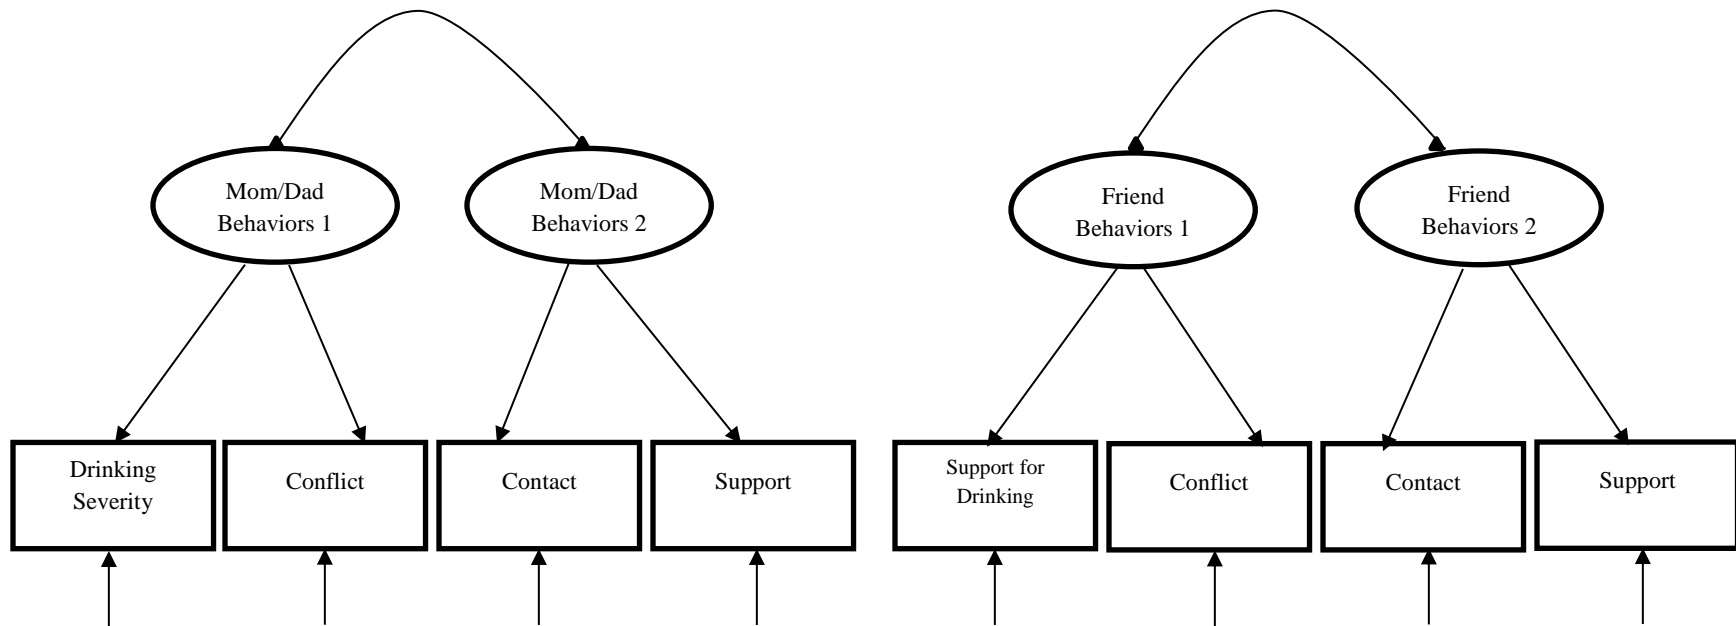 Mom/Dad
Behaviors 1
Mom/Dad
Behaviors 2
Friend
Behaviors 1
Friend
Behaviors 2
Drinking
Severity
Conflict
Contact
Support
Support for
Drinking
Conflict
Contact
Support